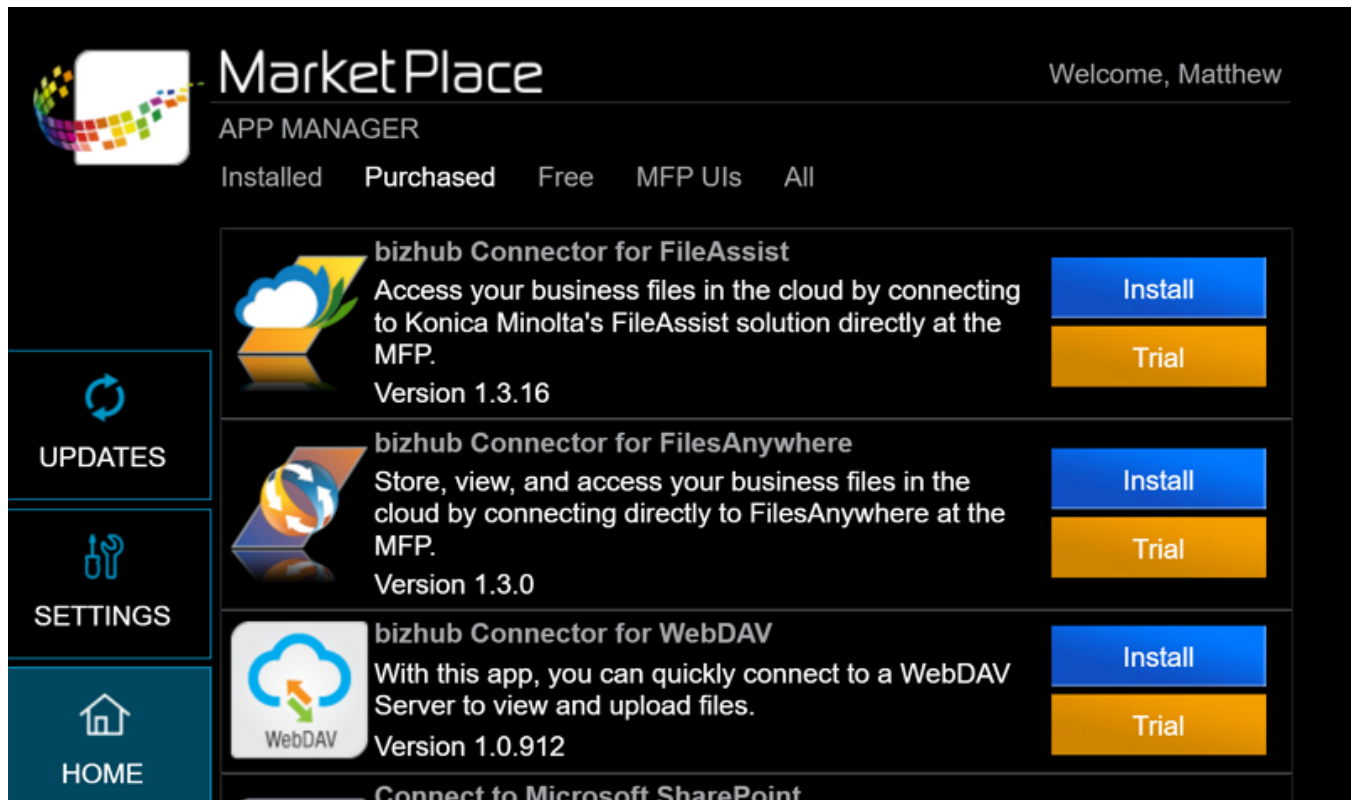 MarketPlace
Welcome, Matthew
APP MANAGER
Installed Purchased Free MFP UIs All
bizhub Connector for FileAssist
Access your business files in the cloud by connecting
to Konica Minolta's FileAssist solution directly at the
MFP.
Version 1.3.16
Install
Trial
bizhub Connector for FilesAnywhere
Store, view, and access your business files in the
cloud by connecting directly to FilesAnywhere at the
MFP.
Version 1.3.0
Install
Trial
bizhub Connector for WebDAV
With this app, you can quickly connect to a WebDAV
Server to view and upload files.
Version 1.0.912
WebDAV
Install
Trial
Connect to Microsoft SharePoint
UPDATES
SETTINGS
HOME